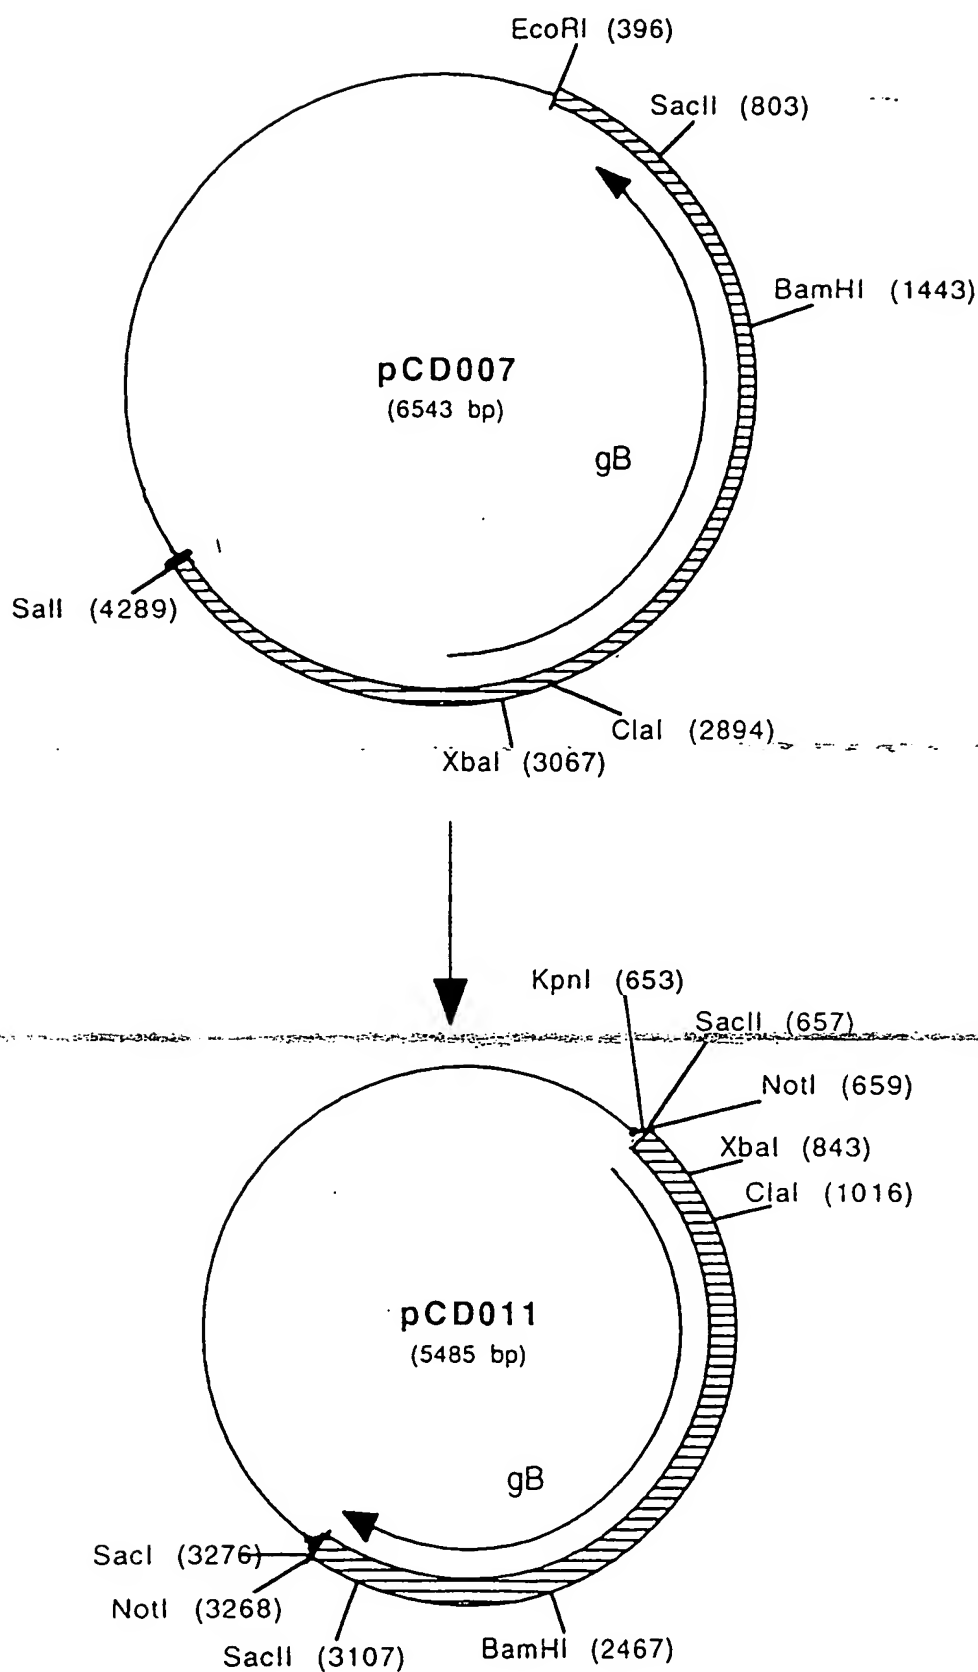 EcoRI (396)
SacII (803)
BamHI (1443)
pCD007
(6543 bp)
gB
SalI (4289)
ClaI (2894)
XbaI (3067)
KpnI (653)
SacII (657)
NotI (659)
XbaI (843)
ClaI (1016)
pCD011
(5485 bp)
gB
SacI (3276)
NotI (3268)
SacII (3107)
BamHI (2467)